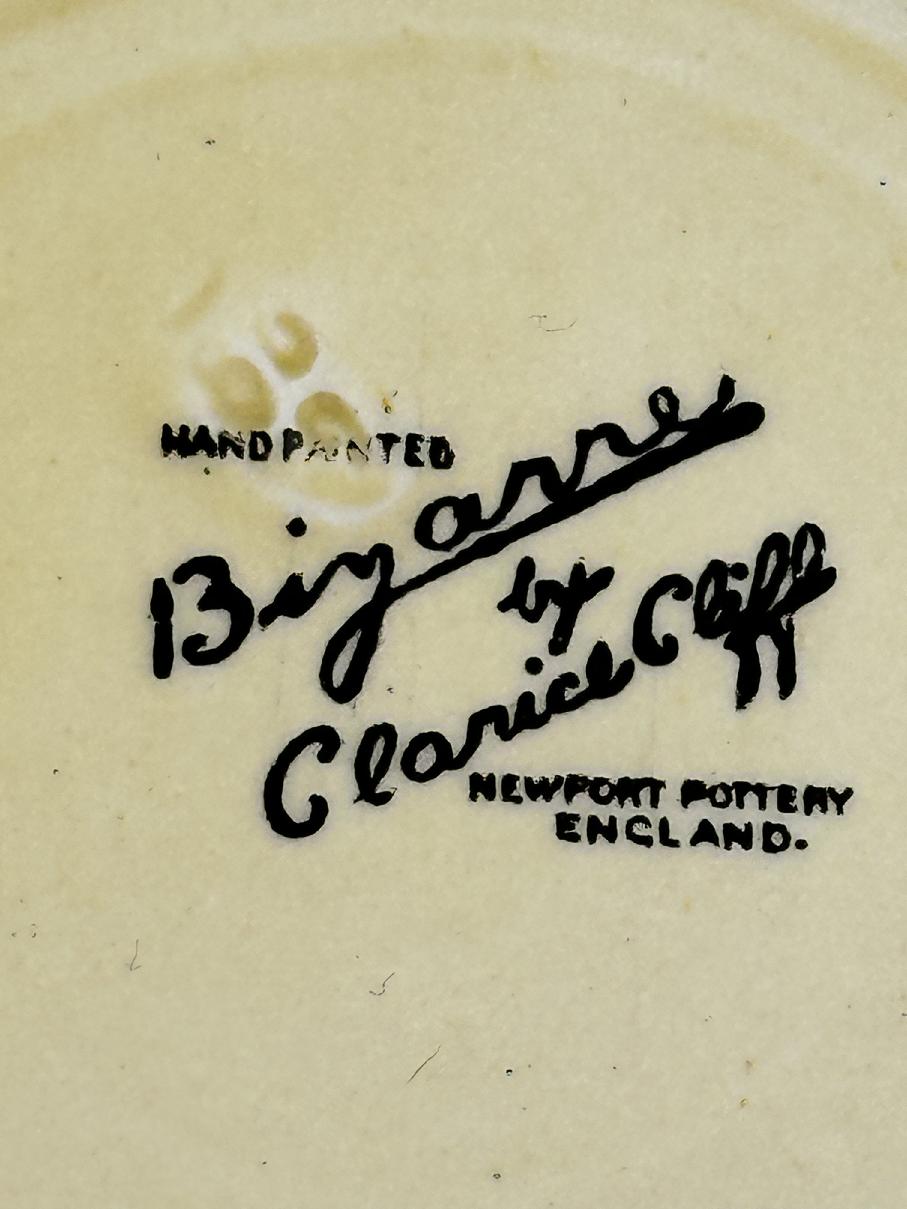 HAND PAINTED
Bizarre
by
Clarice Cliff
NEWPORT POTTERY
ENGLAND.